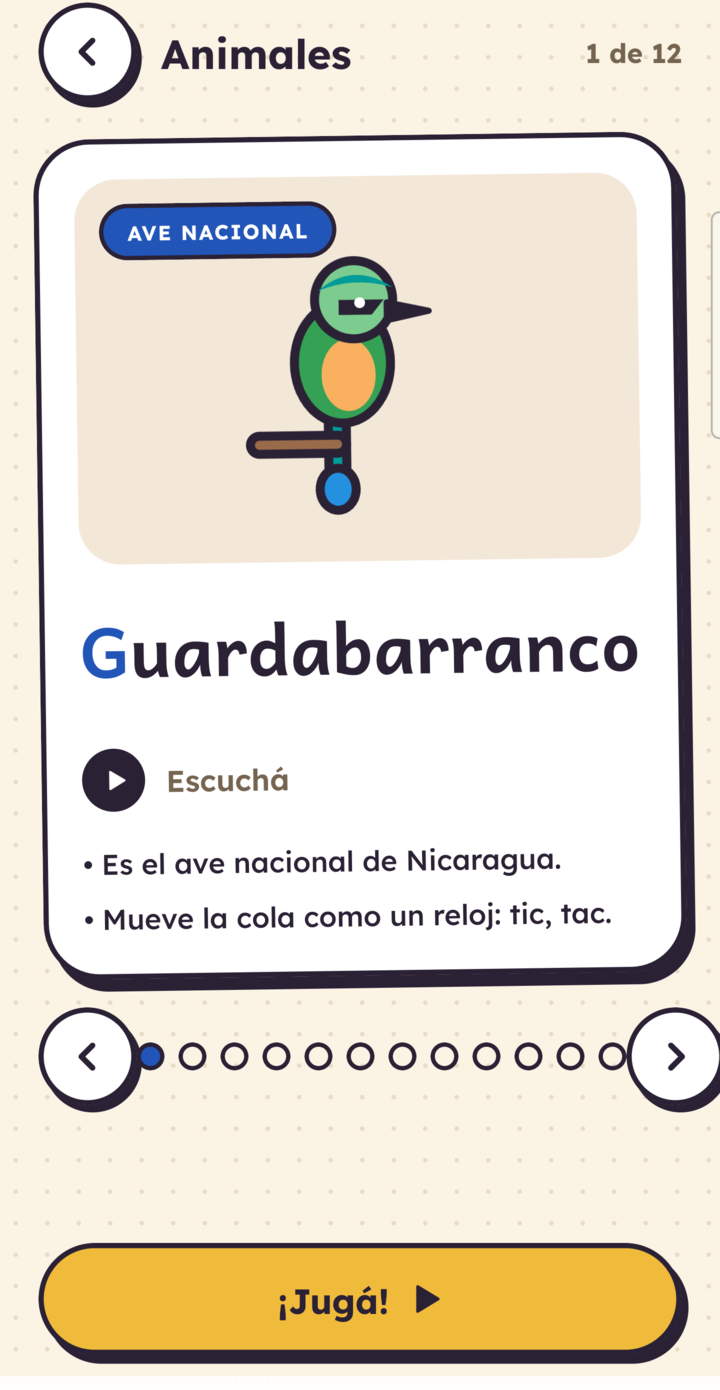 Animales
1 de 12
AVE NACIONAL
Guardabarranco
Escuchá
• Es el ave nacional de Nicaragua.
• Mueve la cola como un reloj: tic, tac.
¡Jugá!